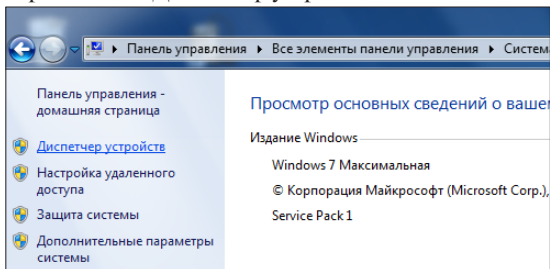 Панель управления ▸ Все элементы панели управления ▸ Система
Панель управления -
домашняя страница
Просмотр основных сведений о вашем
Диспетчер устройств
Издание Windows
Настройка удаленного
доступа
Windows 7 Максимальная
© Корпорация Майкрософт (Microsoft Corp.),
Защита системы
Service Pack 1
Дополнительные параметры
системы